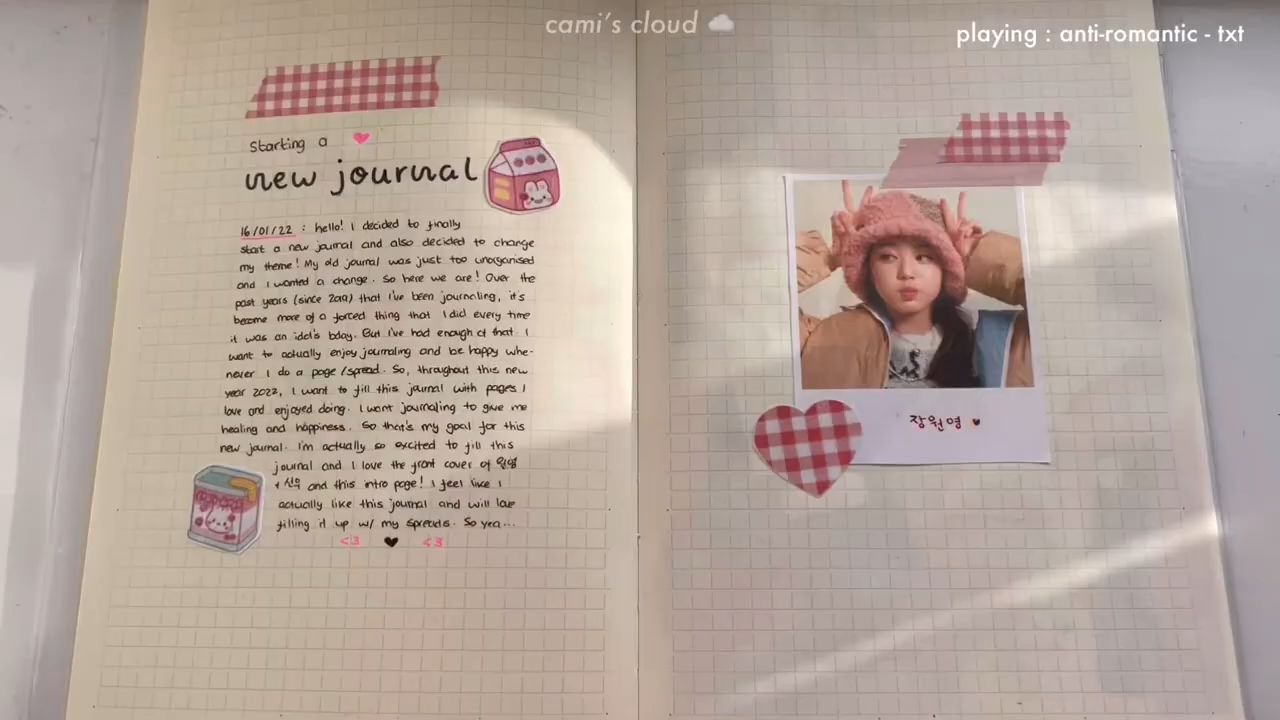 cami's cloud
playing : anti-romantic - txt
starting a
new journal
16/01/22 : hello! I decided to finally
start a new journal and also decided to change
my theme! My old journal was just too unorganised
and I wanted a change. So here we are! Over the
past years (since 2019) that I've been journaling, it's
become more of a forced thing that I did every time
it was an idol's bday. But I've had enough of that. I
want to actually enjoy journaling and be happy whe-
never I do a page/spread. So, throughout this new
year 2022, I want to fill this journal with pages I
love and enjoyed doing. I want journaling to give me
healing and happiness. So that's my goal for this
new journal. I'm actually so excited to fill this
journal and I love the front cover of 원영
+ and this intro page! I feel like I
actually like this journal and will love
filling it up w/ my spreads. So yea...
<3 <3
장원영